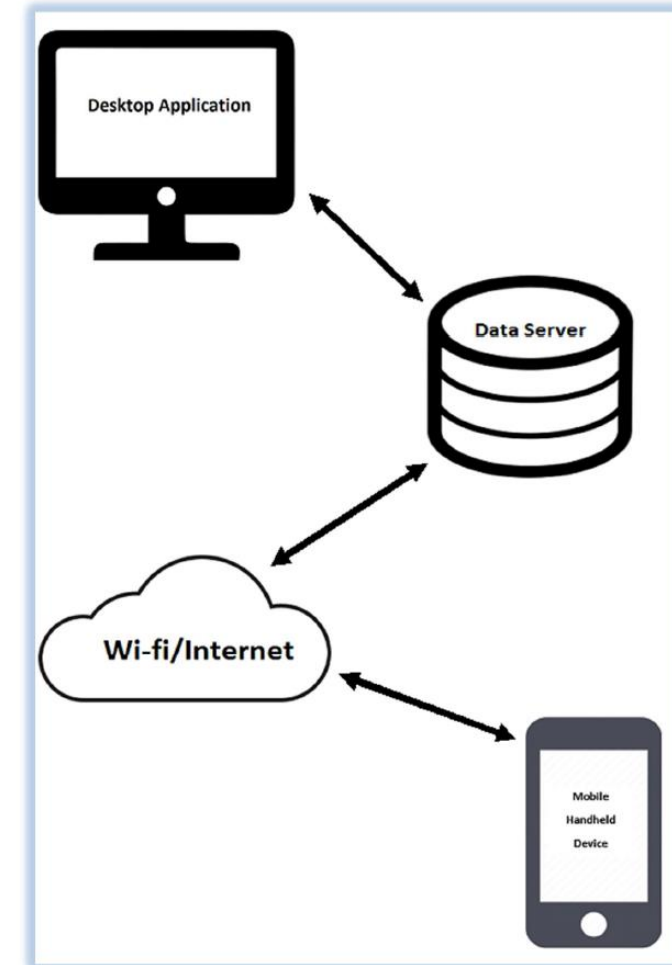 Desktop Application
Data Server
Wi-fi/Internet
Mobile
Handheld
Device